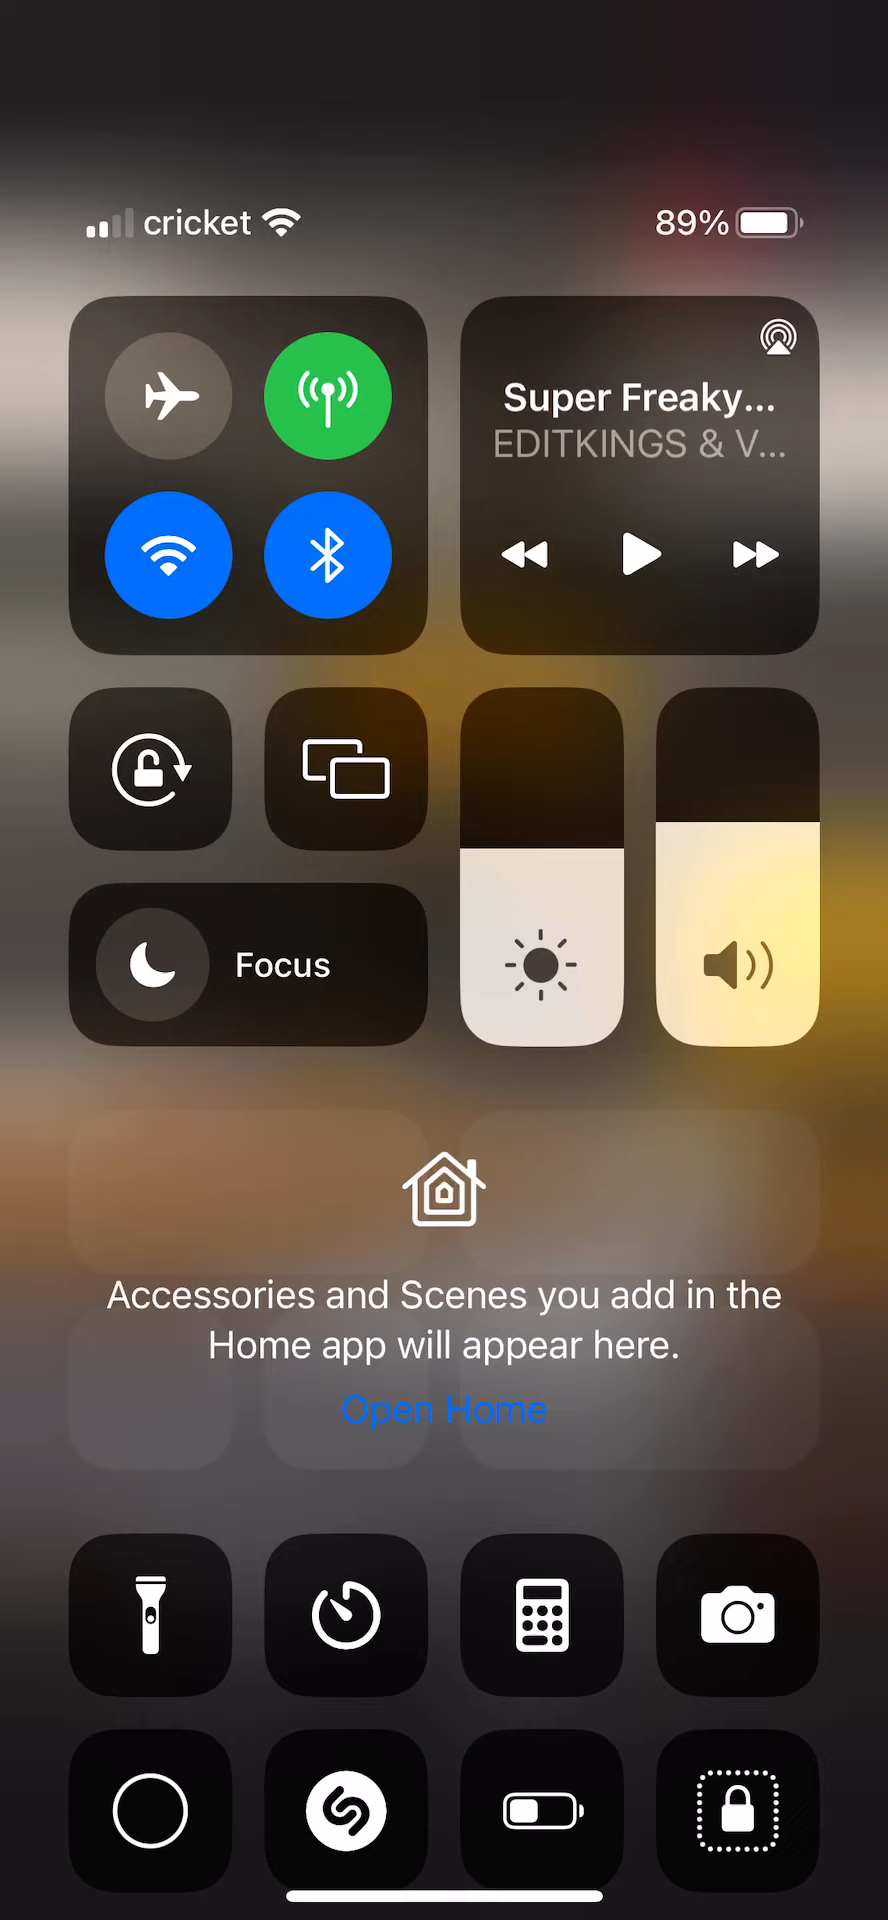 cricket
89%
Super Freaky...
EDITKINGS & V...
Focus
Accessories and Scenes you add in the
Home app will appear here.
Open Home